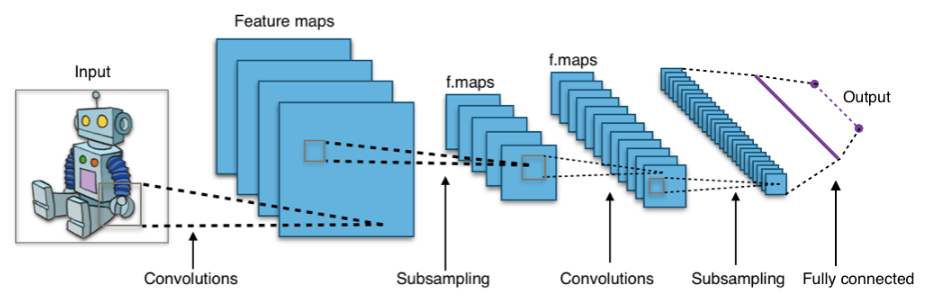 Feature maps
Input
f.maps
f.maps
Output
Convolutions
Subsampling
Convolutions
Subsampling
Fully connected